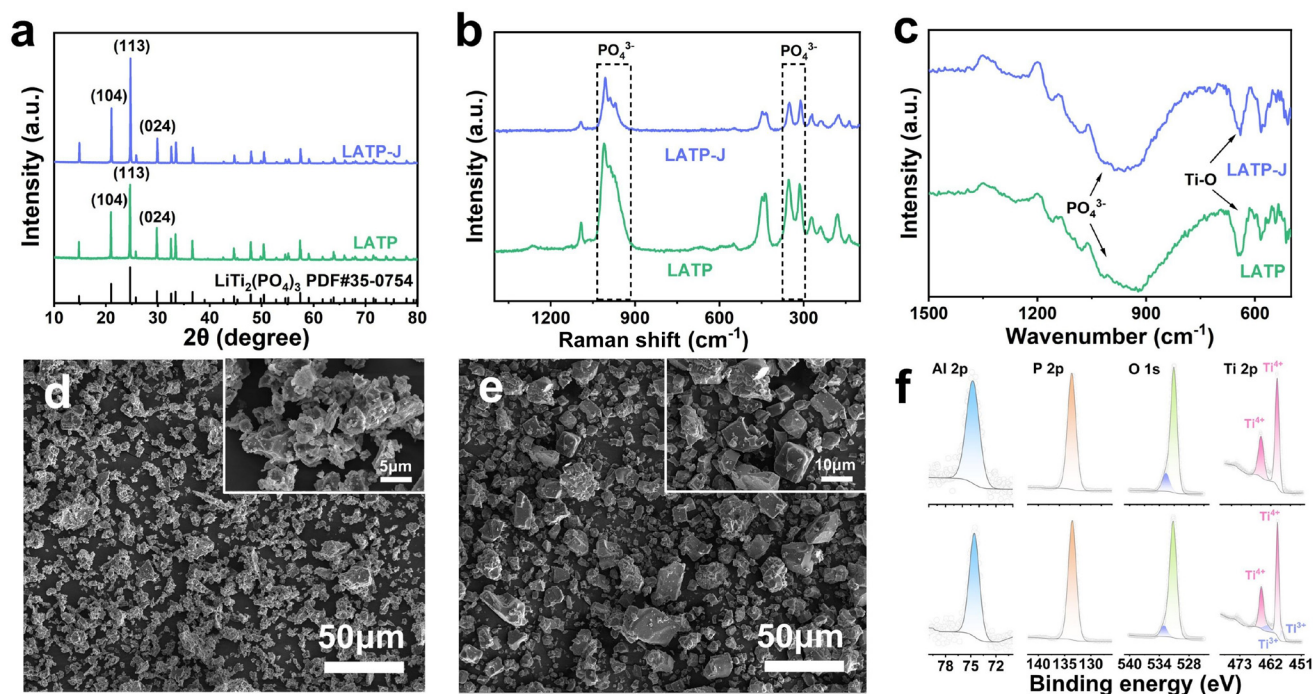 a
Intensity (a.u.)
(113)
(104)
(024)
LATP-J
(113)
(104)
(024)
LATP
LiTi₂(PO₄)₃ PDF#35-0754
10 20 30 40 50 60 70 80
2θ (degree)
b
Intensity (a.u.)
PO₄³⁻ PO₄³⁻
LATP-J
LATP
1200 900 600 300
Raman shift (cm⁻¹)
c
Intensity (a.u.)
LATP-J
Ti-O
PO₄³⁻
LATP
1500 1200 900 600
Wavenumber (cm⁻¹)
d
5μm
50μm
e
10μm
50μm
f
Al 2p P 2p O 1s Ti 2p
Ti⁴⁺
Ti⁴⁺
Ti⁴⁺
Ti⁴⁺
Ti³⁺
Ti³⁺
78 75 72 140 135 130 540 534 528 473 462 451
Binding energy (eV)